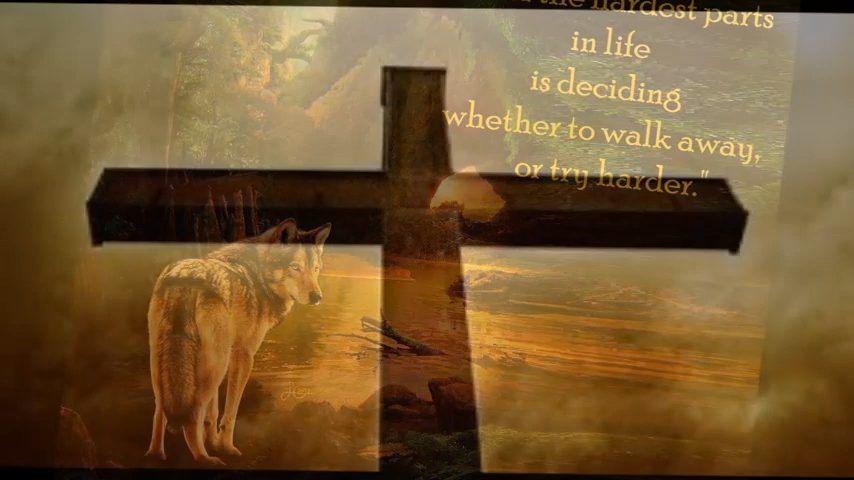 the hardest parts
in life
is deciding
whether to walk away,
or try harder."